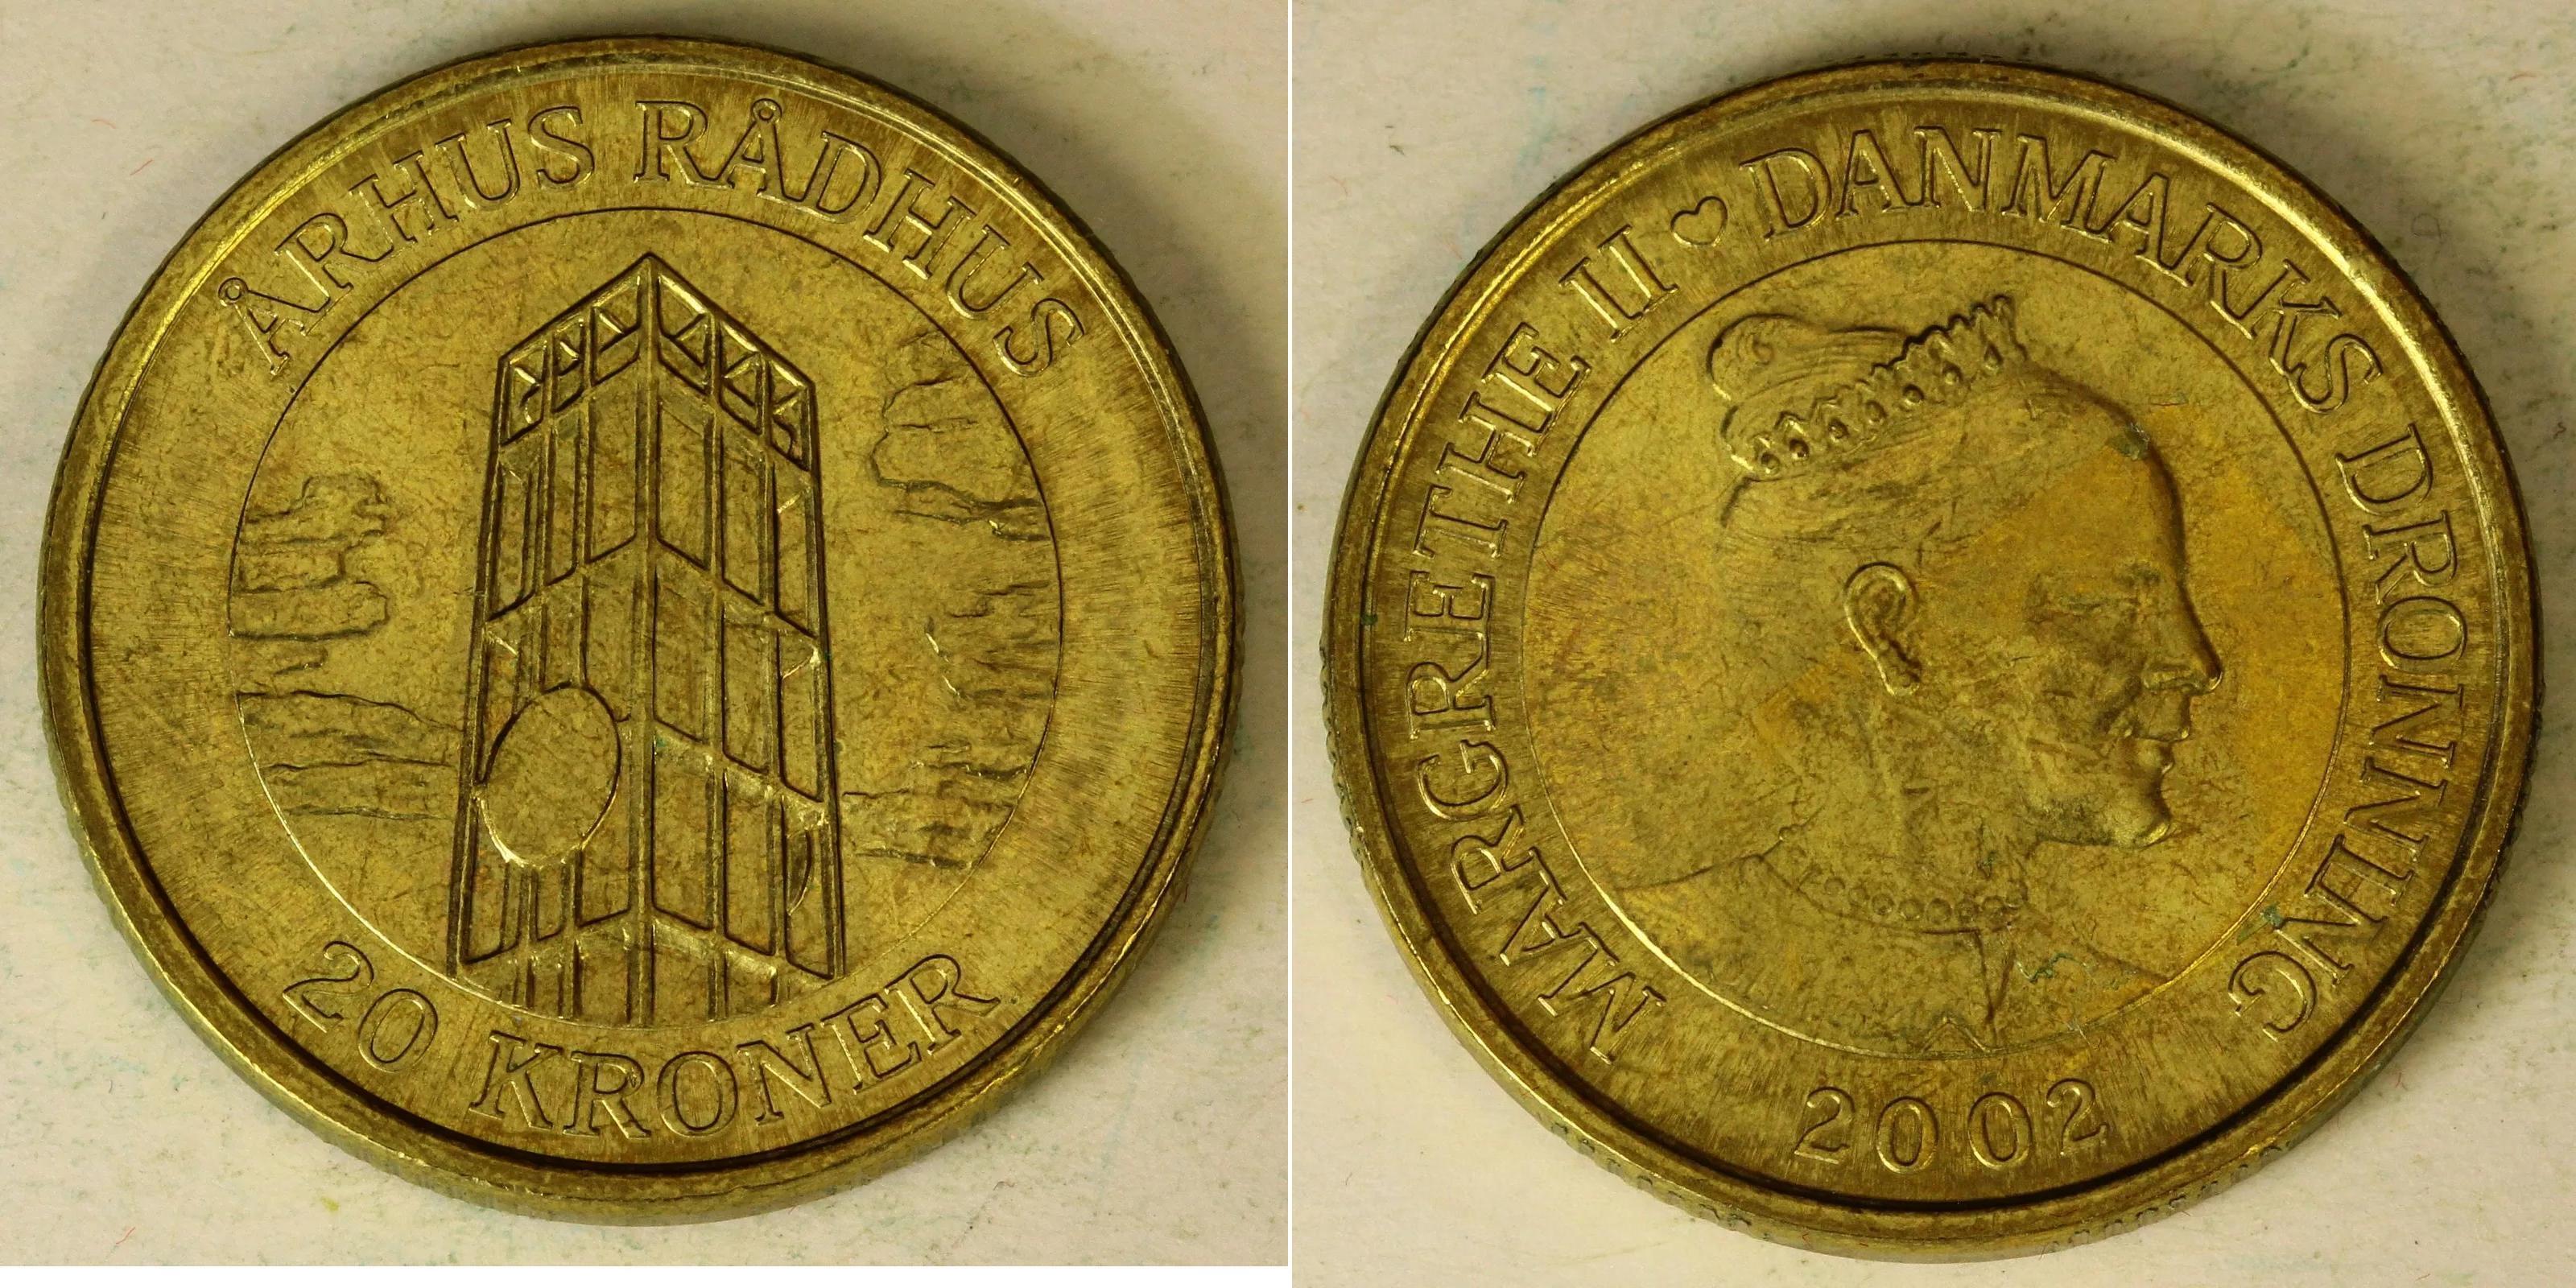 ÅRHUS RÅDHUS
20 KRONER
MARGRETHE II ♥ DANMARKS DRONNING
2002